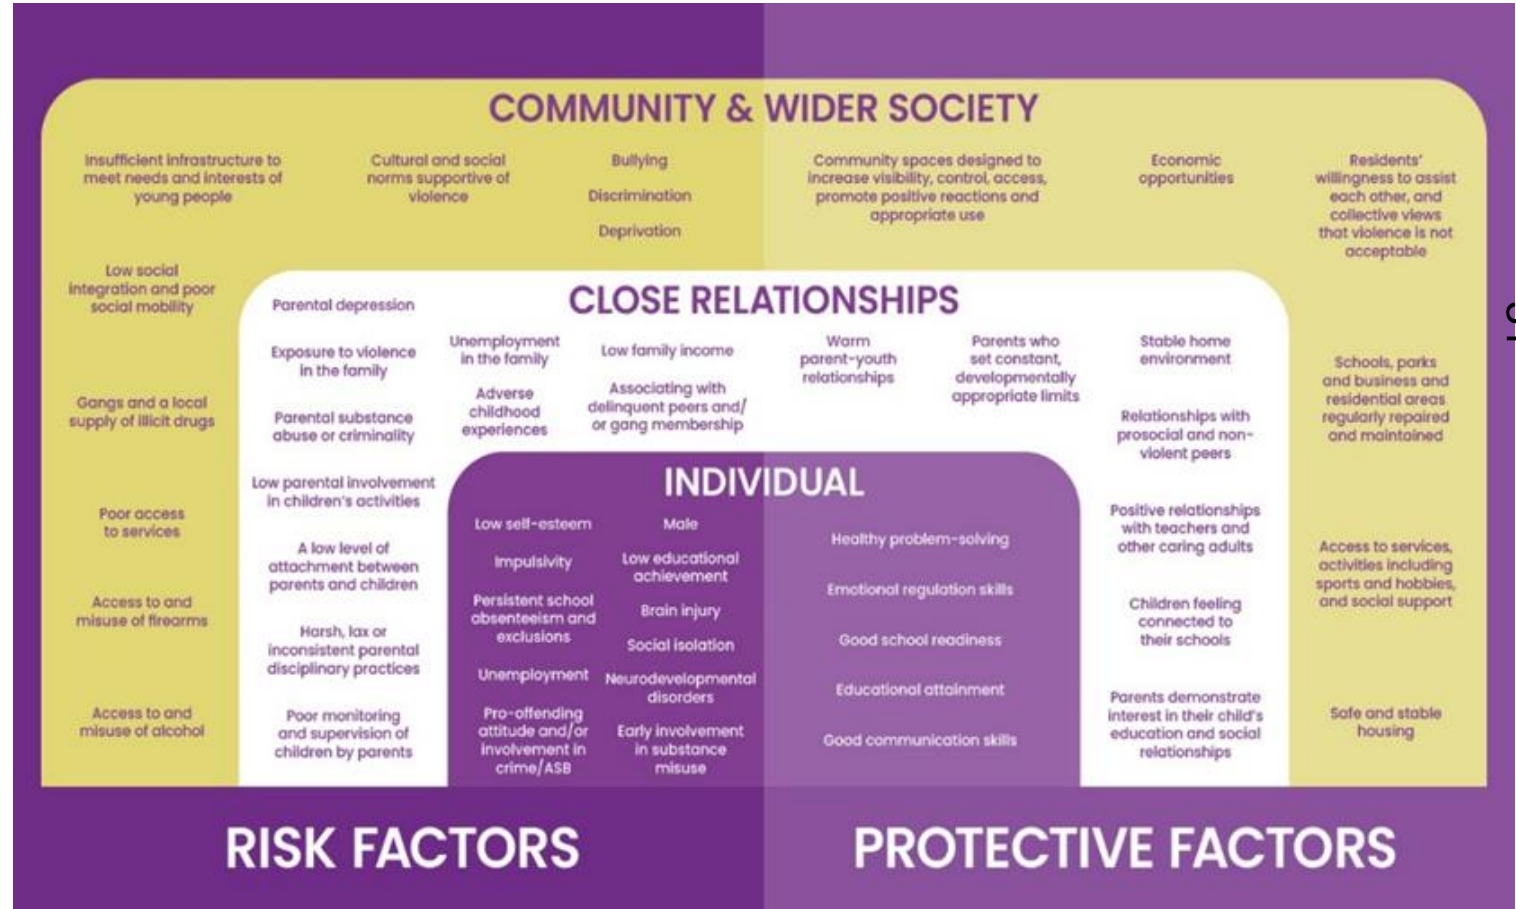 COMMUNITY & WIDER SOCIETY
Insufficient infrastructure to
meet needs and interests of
young people
Cultural and social
norms supportive of
violence
Bullying
Discrimination
Deprivation
Low social
integration and poor
social mobility
Gangs and a local
supply of illicit drugs
Poor access
to services
Access to and
misuse of firearms
Access to and
misuse of alcohol
Community spaces designed to
increase visibility, control, access,
promote positive reactions and
appropriate use
Economic
opportunities
Residents'
willingness to assist
each other, and
collective views
that violence is not
acceptable
Schools, parks
and business and
residential areas
regularly repaired
and maintained
Access to services,
activities including
sports and hobbies,
and social support
Safe and stable
housing
CLOSE RELATIONSHIPS
Parental depression
Exposure to violence
in the family
Parental substance
abuse or criminality
Low parental involvement
in children's activities
A low level of
attachment between
parents and children
Harsh, lax or
inconsistent parental
disciplinary practices
Poor monitoring
and supervision of
children by parents
Unemployment
in the family
Adverse
childhood
experiences
Low family income
Associating with
delinquent peers and/
or gang membership
Warm
parent-youth
relationships
Parents who
set constant,
developmentally
appropriate limits
Stable home
environment
Relationships with
prosocial and non-
violent peers
Positive relationships
with teachers and
other caring adults
Children feeling
connected to
their schools
Parents demonstrate
interest in their child's
education and social
relationships
INDIVIDUAL
Low self-esteem
Impulsivity
Persistent school
absenteeism and
exclusions
Unemployment
Pro-offending
attitude and/or
involvement in
crime/ASB
Male
Low educational
achievement
Brain injury
Social isolation
Neurodevelopmental
disorders
Early involvement
in substance
misuse
Healthy problem-solving
Emotional regulation skills
Good school readiness
Educational attainment
Good communication skills
RISK FACTORS
PROTECTIVE FACTORS